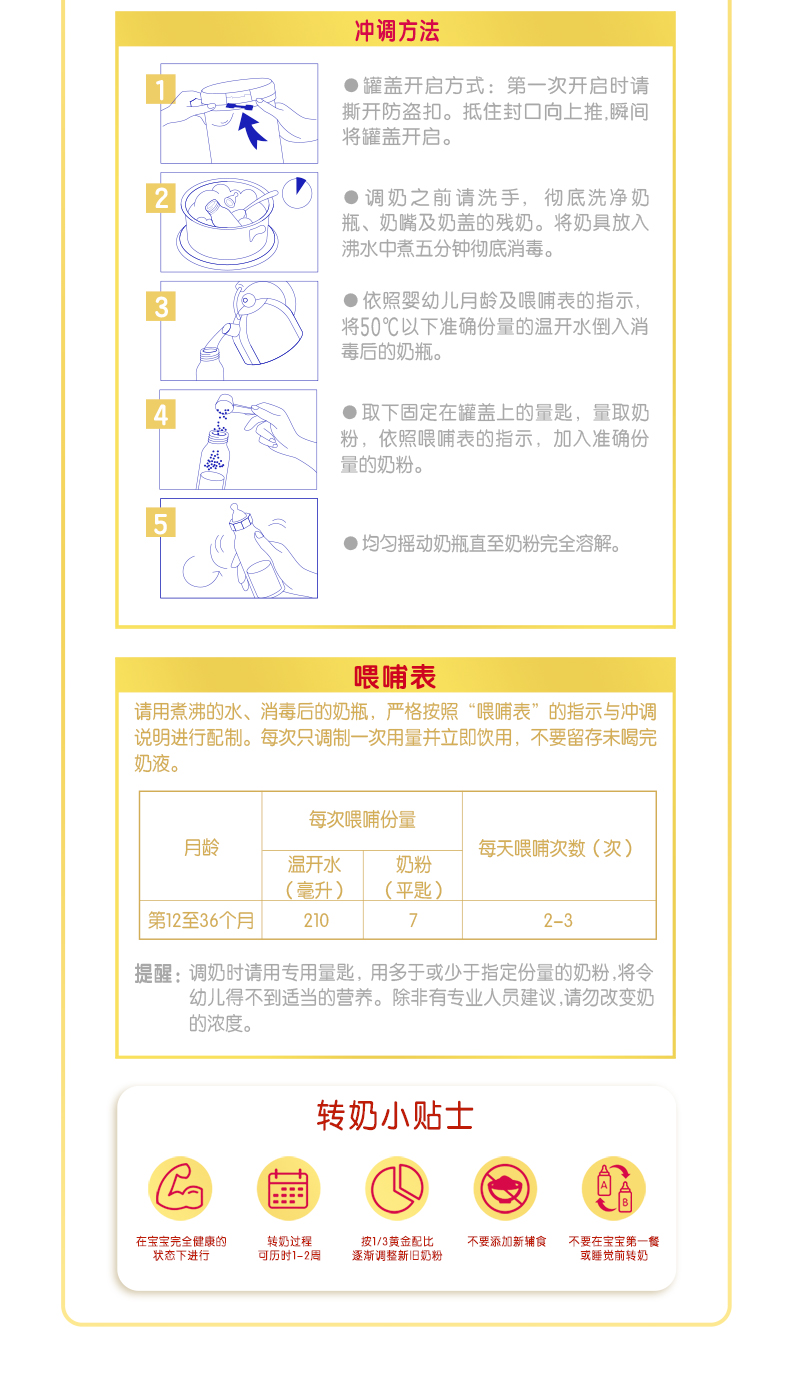 冲调方法
1
●罐盖开启方式：第一次开启时请
撕开防盗扣。抵住封口向上推,瞬间
将罐盖开启。
2
●调奶之前请洗手，彻底洗净奶
瓶、奶嘴及奶盖的残奶。将奶具放入
沸水中煮五分钟彻底消毒。
3
●依照婴幼儿月龄及喂哺表的指示，
将50℃以下准确份量的温开水倒入消
毒后的奶瓶。
4
●取下固定在罐盖上的量匙，量取奶
粉，依照喂哺表的指示，加入准确份
量的奶粉。
5
●均匀摇动奶瓶直至奶粉完全溶解。
喂哺表
请用煮沸的水、消毒后的奶瓶，严格按照“喂哺表”的指示与冲调
说明进行配制。每次只调制一次用量并立即饮用，不要留存未喝完
奶液。
月龄
每次喂哺份量
每天喂哺次数（次）
温开水
（毫升）
奶粉
（平匙）
第12至36个月
210
7
2-3
提醒：调奶时请用专用量匙，用多于或少于指定份量的奶粉,将令
幼儿得不到适当的营养。除非有专业人员建议,请勿改变奶
的浓度。
转奶小贴士
A
B
在宝宝完全健康的
状态下进行
转奶过程
可历时1-2周
按1/3黄金配比
逐渐调整新旧奶粉
不要添加新辅食
不要在宝宝第一餐
或睡觉前转奶